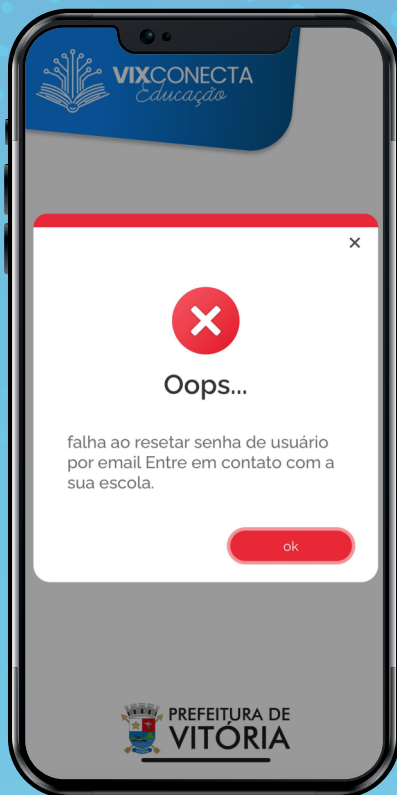 VIXCONECTA
Educação
Oops...
falha ao resetar senha de usuário
por email Entre em contato com a
sua escola.
ok
PREFEITURA DE
VITÓRIA